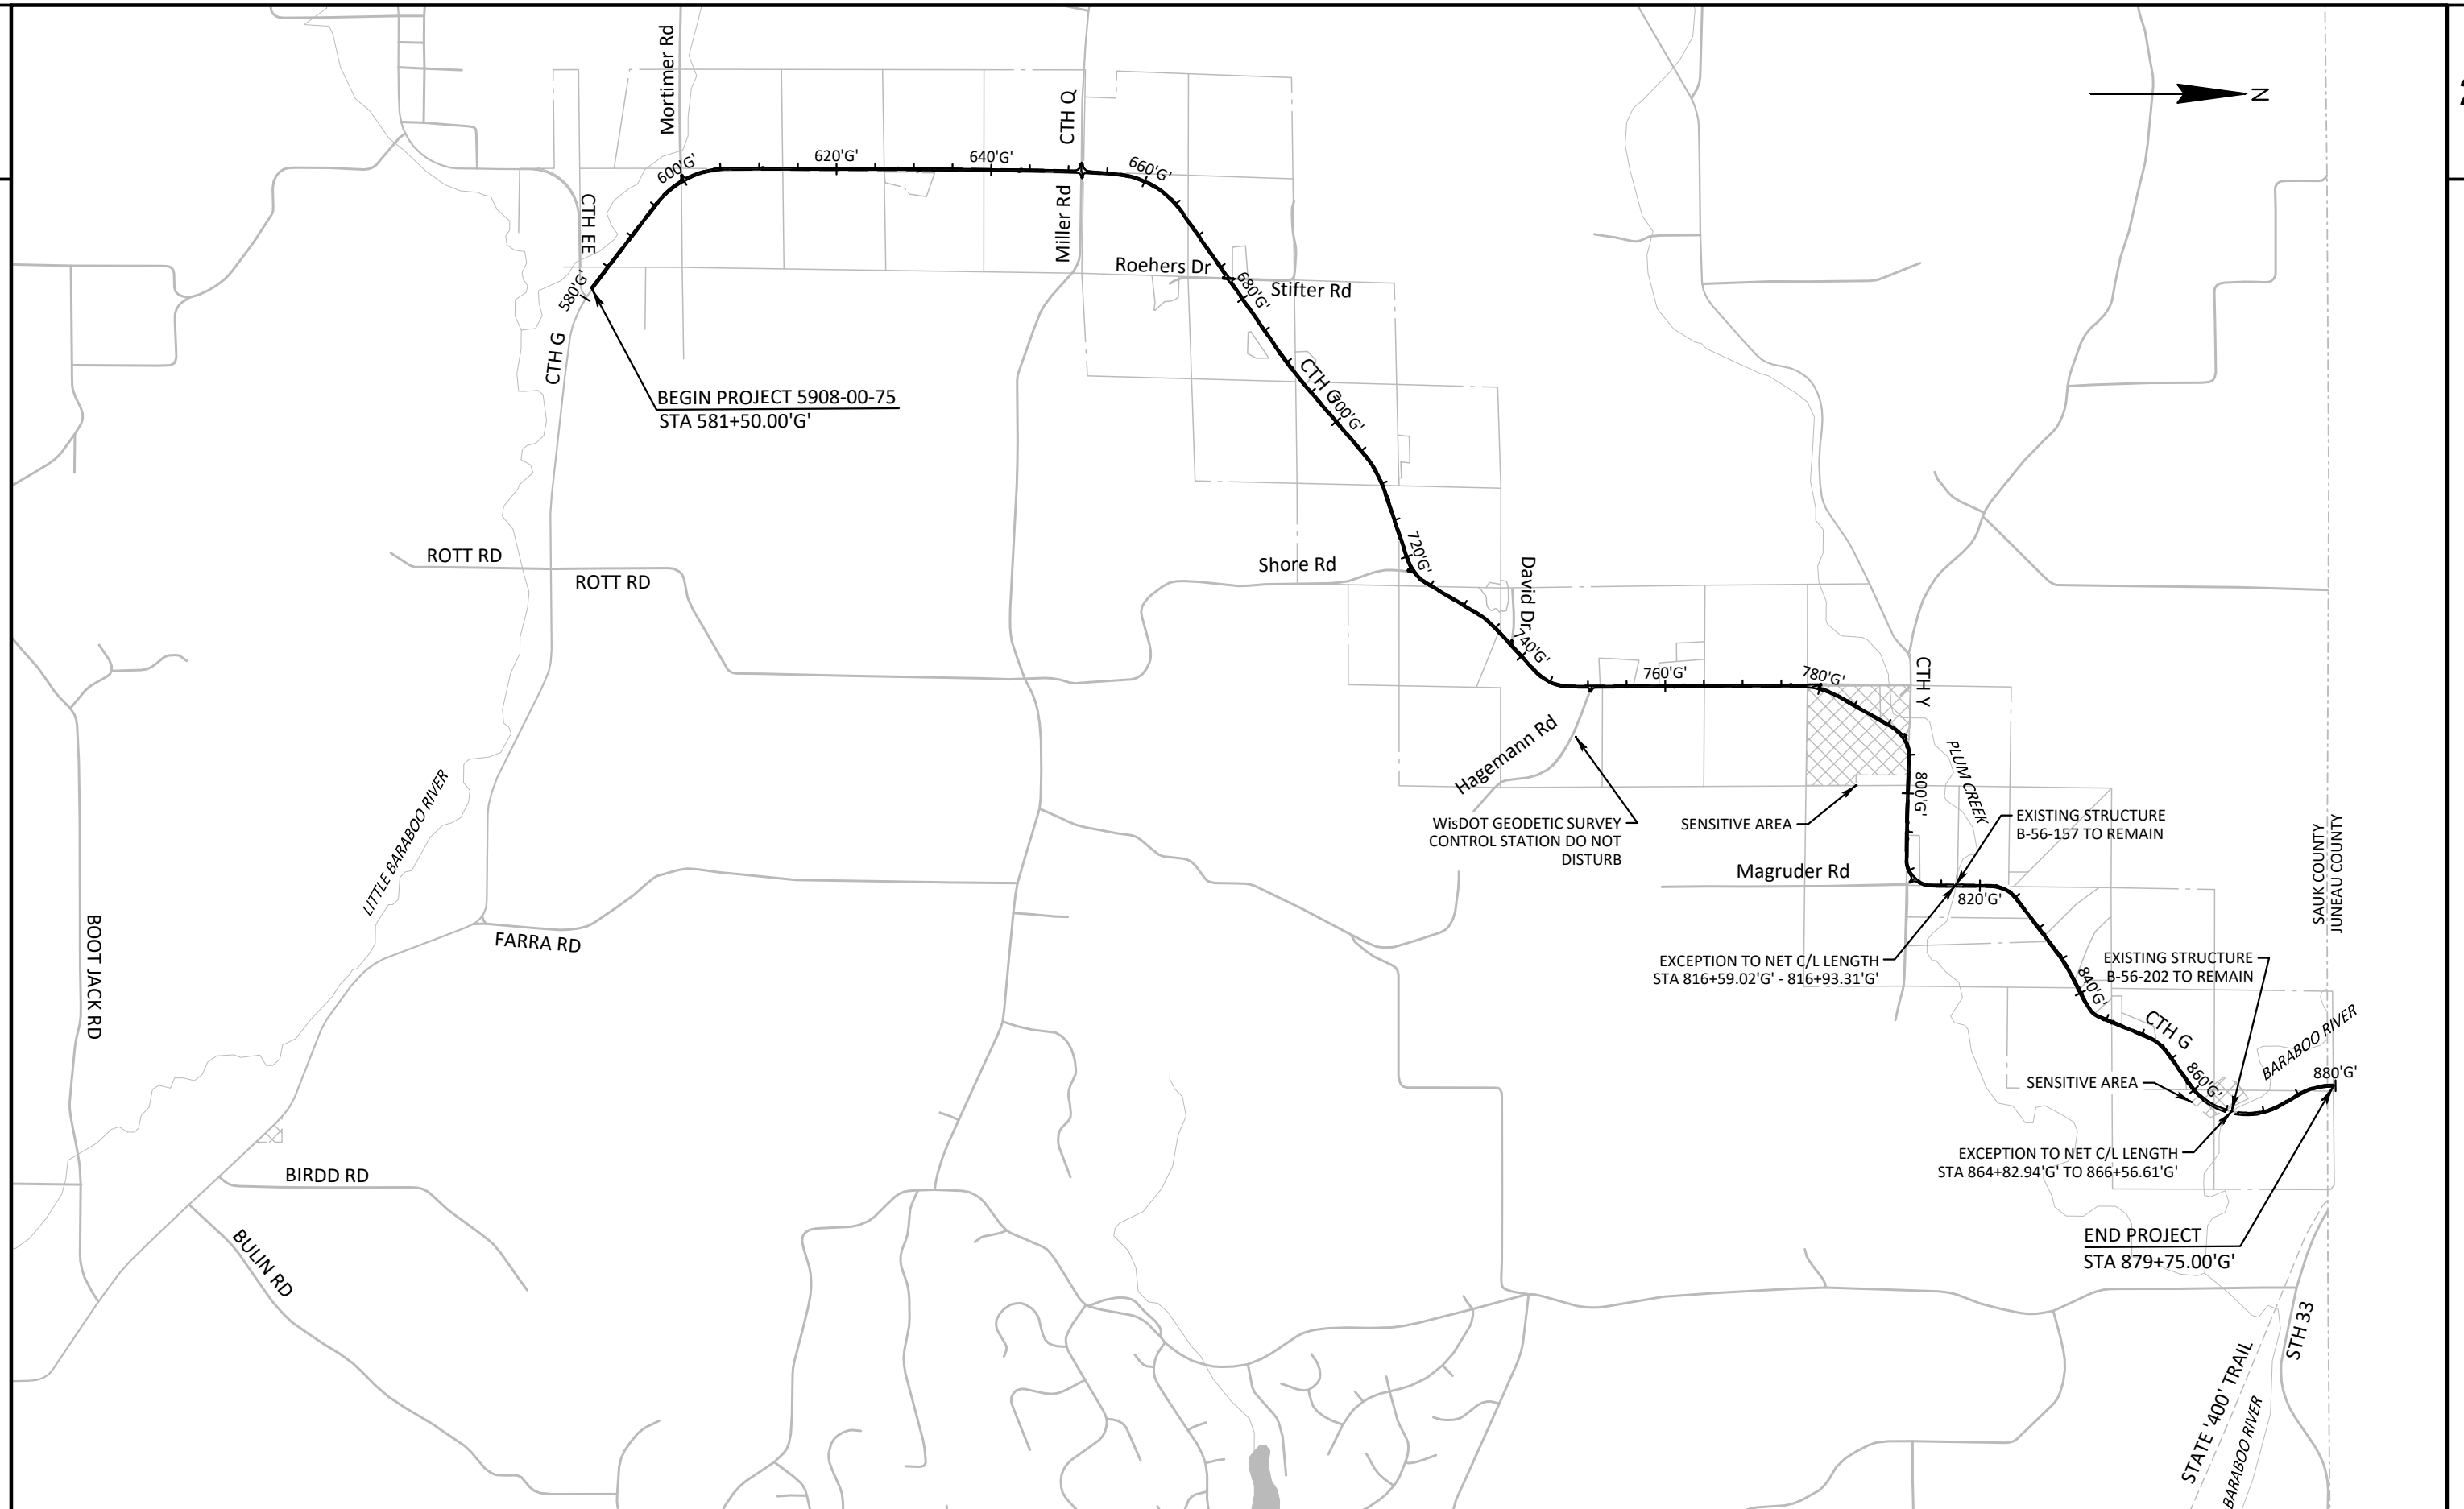 Mortimer Rd
CTH Q
N
600'G'
620'G'
640'G'
660'G'
CTH EE
Miller Rd
Roehers Dr
680'G'
Stifter Rd
580'G'
CTH G
BEGIN PROJECT 5908-00-75
STA 581+50.00'G'
CTH G
700'G'
ROTT RD
ROTT RD
Shore Rd
720'G'
David Dr
740'G'
760'G'
780'G'
CTH Y
Hagemann Rd
PLUM CREEK
800'G'
LITTLE BARABOO RIVER
WisDOT GEODETIC SURVEY
CONTROL STATION DO NOT
DISTURB
SENSITIVE AREA
EXISTING STRUCTURE
B-56-157 TO REMAIN
SAUK COUNTY
JUNEAU COUNTY
Magruder Rd
820'G'
BOOT JACK RD
FARRA RD
EXCEPTION TO NET C/L LENGTH
STA 816+59.02'G' - 816+93.31'G'
EXISTING STRUCTURE
B-56-202 TO REMAIN
840'G'
CTH G
BARABOO RIVER
860'G'
880'G'
SENSITIVE AREA
EXCEPTION TO NET C/L LENGTH
STA 864+82.94'G' TO 866+56.61'G'
BIRDD RD
BULIN RD
END PROJECT
STA 879+75.00'G'
STH 33
STATE '400' TRAIL
BARABOO RIVER